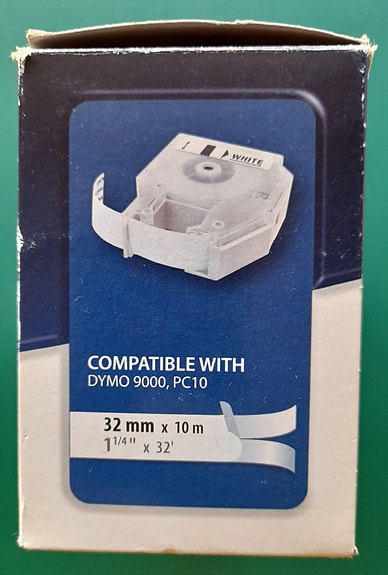 WHITE
COMPATIBLE WITH
DYMO 9000, PC10
32 mm x 10 m
1 1/4" x 32'